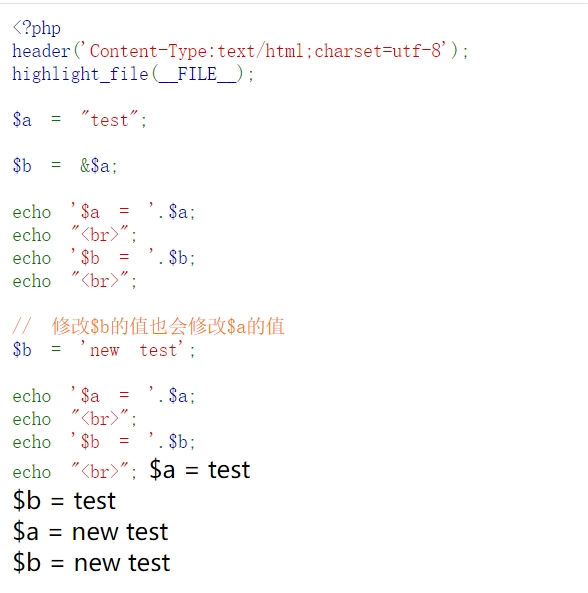 <?php
header('Content-Type:text/html;charset=utf-8');
highlight_file(__FILE__);
$a = "test";
$b = &$a;
echo '$a = '.$a;
echo "<br>";
echo '$b = '.$b;
echo "<br>";
// 修改$b的值也会修改$a的值
$b = 'new test';
echo '$a = '.$a;
echo "<br>";
echo '$b = '.$b;
echo "<br>"; $a = test
$b = test
$a = new test
$b = new test